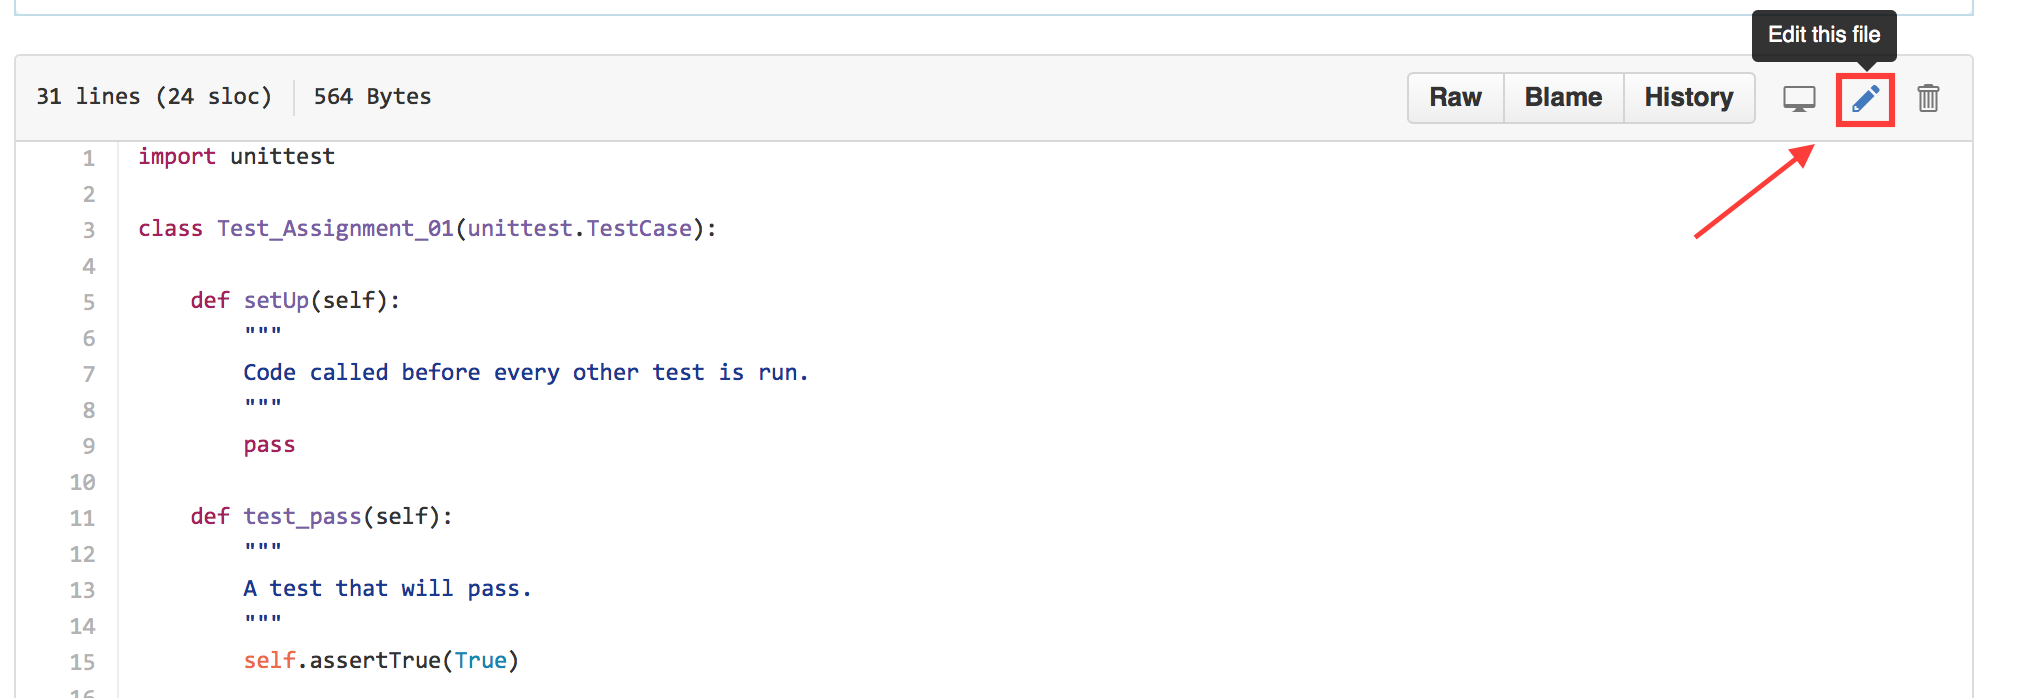 Edit this file
31 lines (24 sloc) 564 Bytes Raw Blame History
1 import unittest
2
3 class Test_Assignment_01(unittest.TestCase):
4
5     def setUp(self):
6         """
7         Code called before every other test is run.
8         """
9         pass
10
11     def test_pass(self):
12         """
13         A test that will pass.
14         """
15         self.assertTrue(True)
16